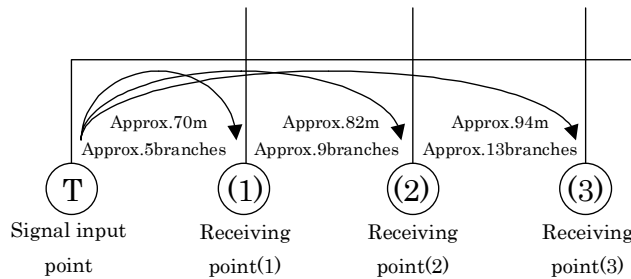 Approx.70m
Approx.5branches
Approx.82m
Approx.9branches
Approx.94m
Approx.13branches
T
(1)
(2)
(3)
Signal input
point
Receiving
point(1)
Receiving
point(2)
Receiving
point(3)